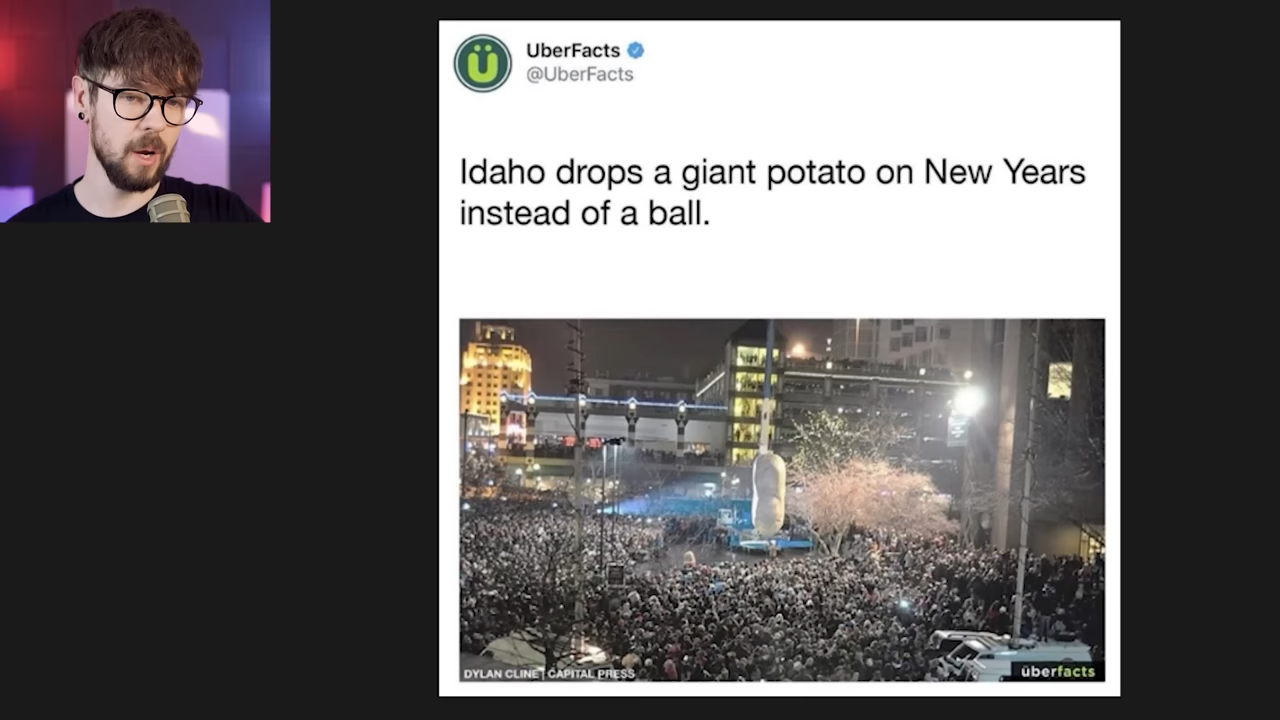 UberFacts
@UberFacts
Idaho drops a giant potato on New Years
instead of a ball.
DYLAN CLINE | CAPITAL PRESS
überfacts